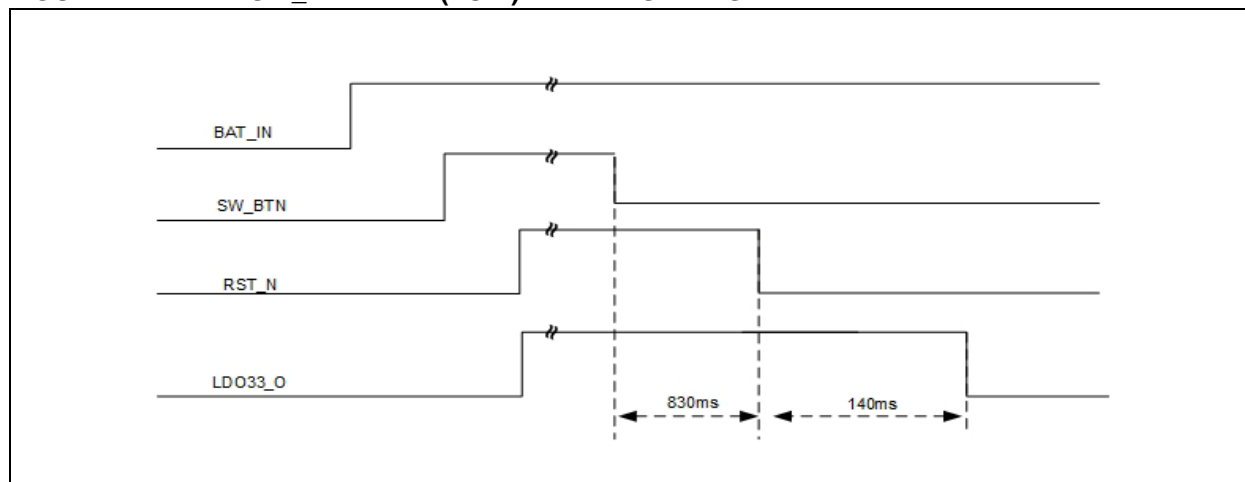 BAT_IN
SW_BTN
RST_N
LDO33_O
830ms
140ms